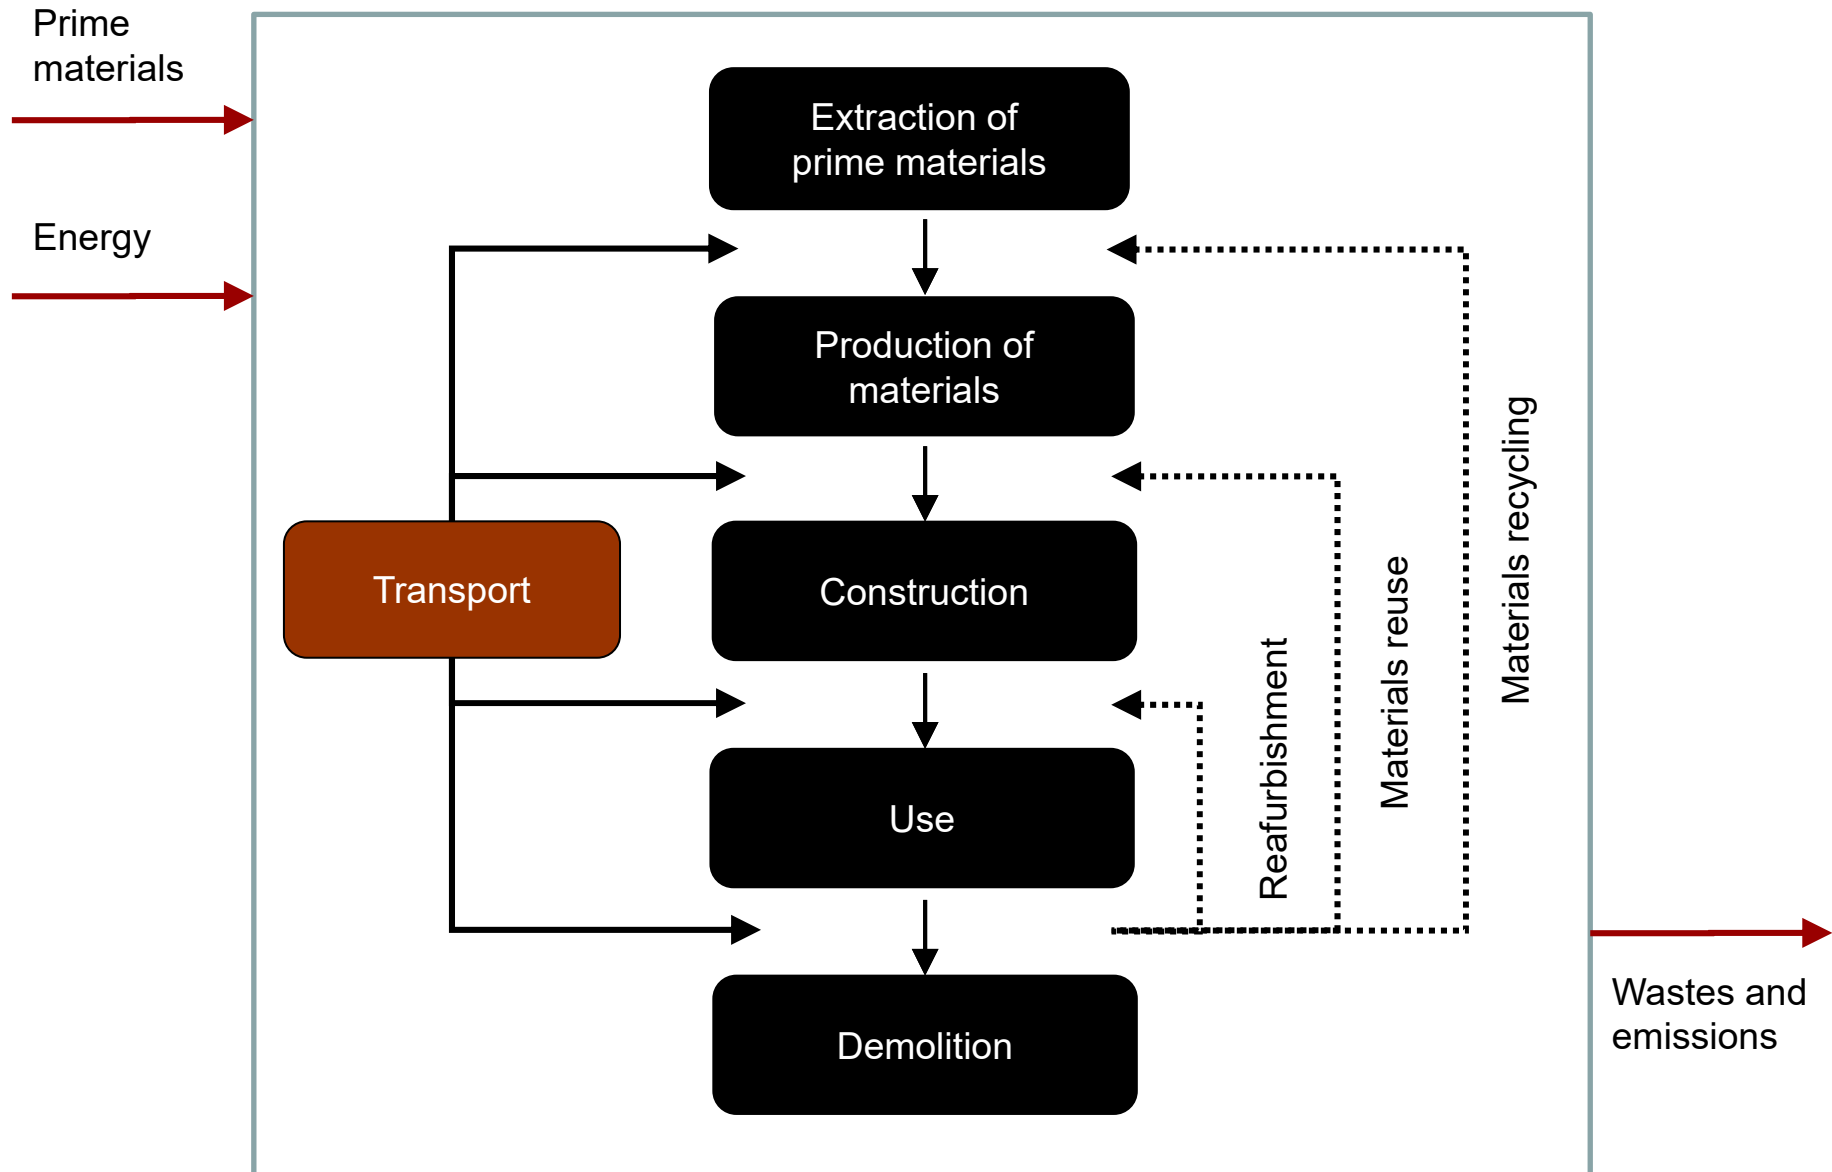 Prime
materials
Energy
Extraction of
prime materials
Production of
materials
Transport
Construction
Use
Demolition
Reafurbishment
Materials reuse
Materials recycling
Wastes and
emissions